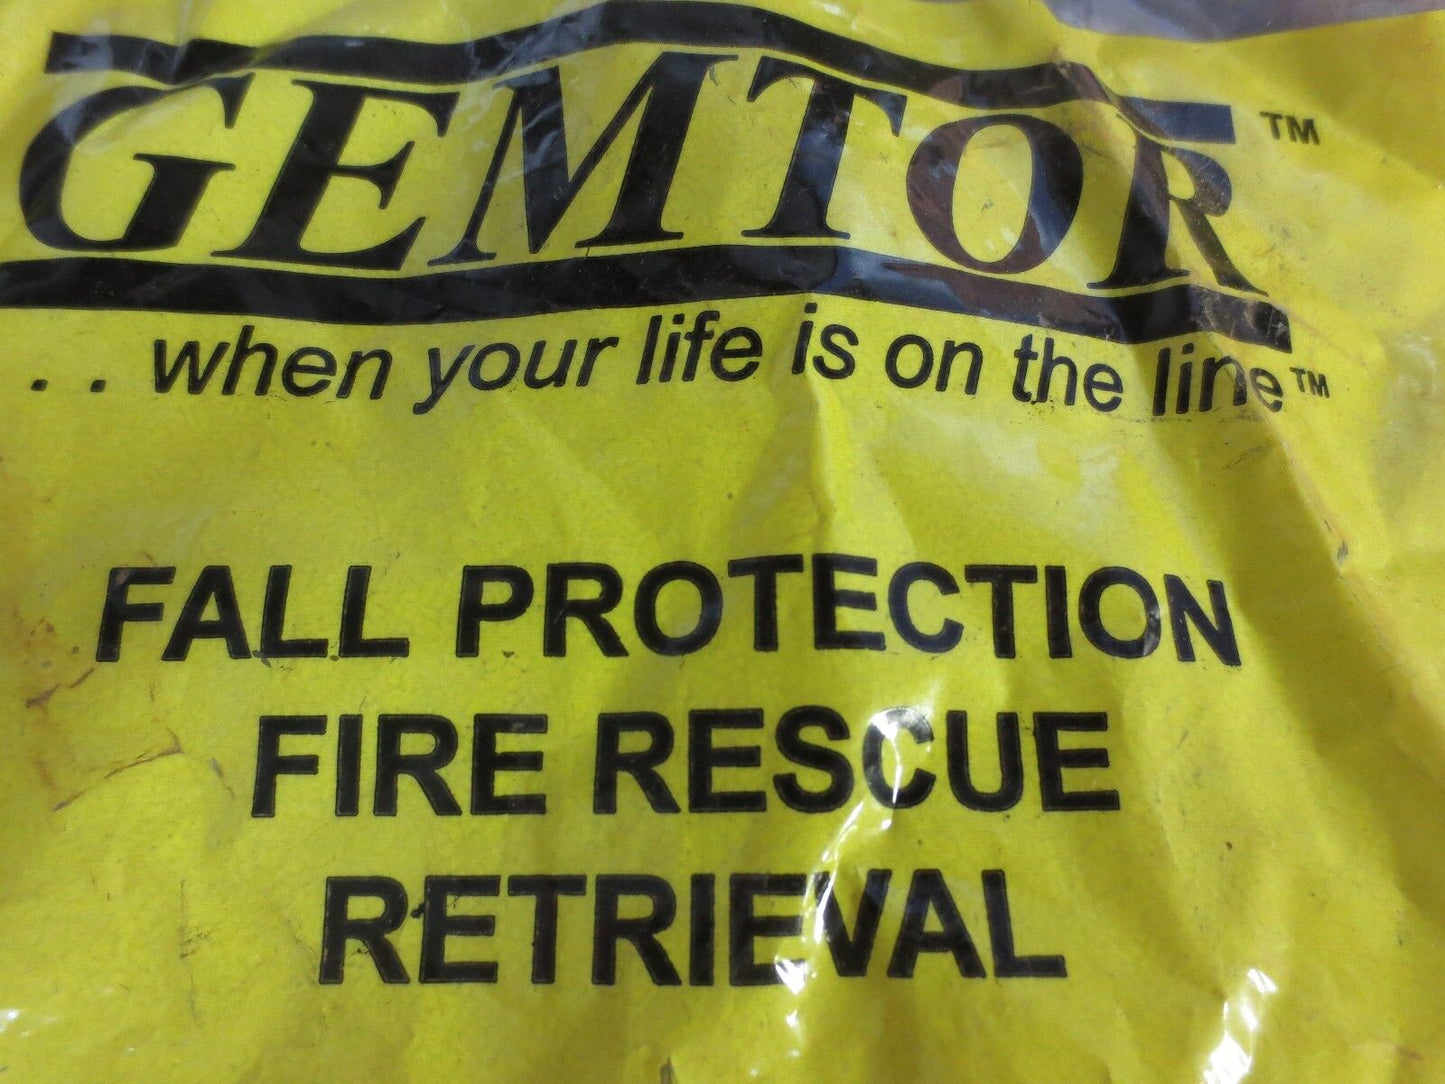 GEMTOR™
. . when your life is on the line™
FALL PROTECTION
FIRE RESCUE
RETRIEVAL